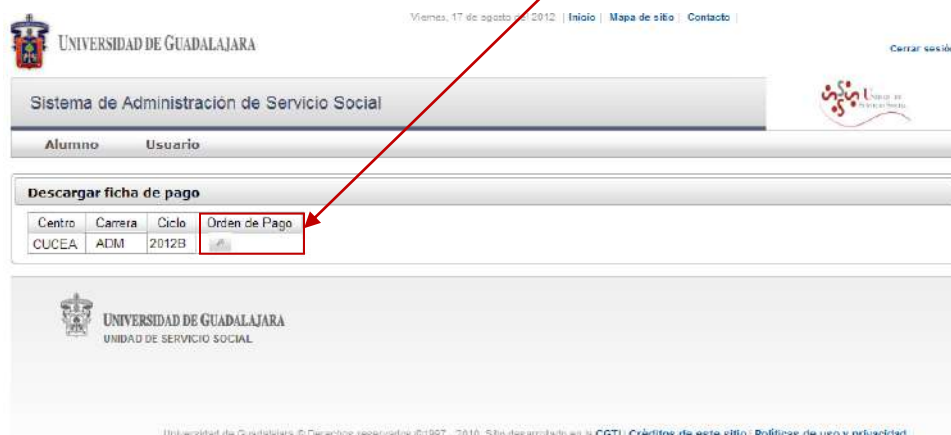 Viernes, 17 de agosto del 2012 | Inicio | Mapa de sitio | Contacto |
UNIVERSIDAD DE GUADALAJARA
Cerrar sesió
Sistema de Administración de Servicio Social
Alumno Usuario
Descargar ficha de pago
Centro Carrera Ciclo Orden de Pago
CUCEA ADM 2012B
UNIVERSIDAD DE GUADALAJARA
UNIDAD DE SERVICIO SOCIAL
Universidad de Guadalajara © Derechos reservados ©1997 - 2010. Sitio desarrollado en la CGTI | Créditos de este sitio | Políticas de uso y privacidad